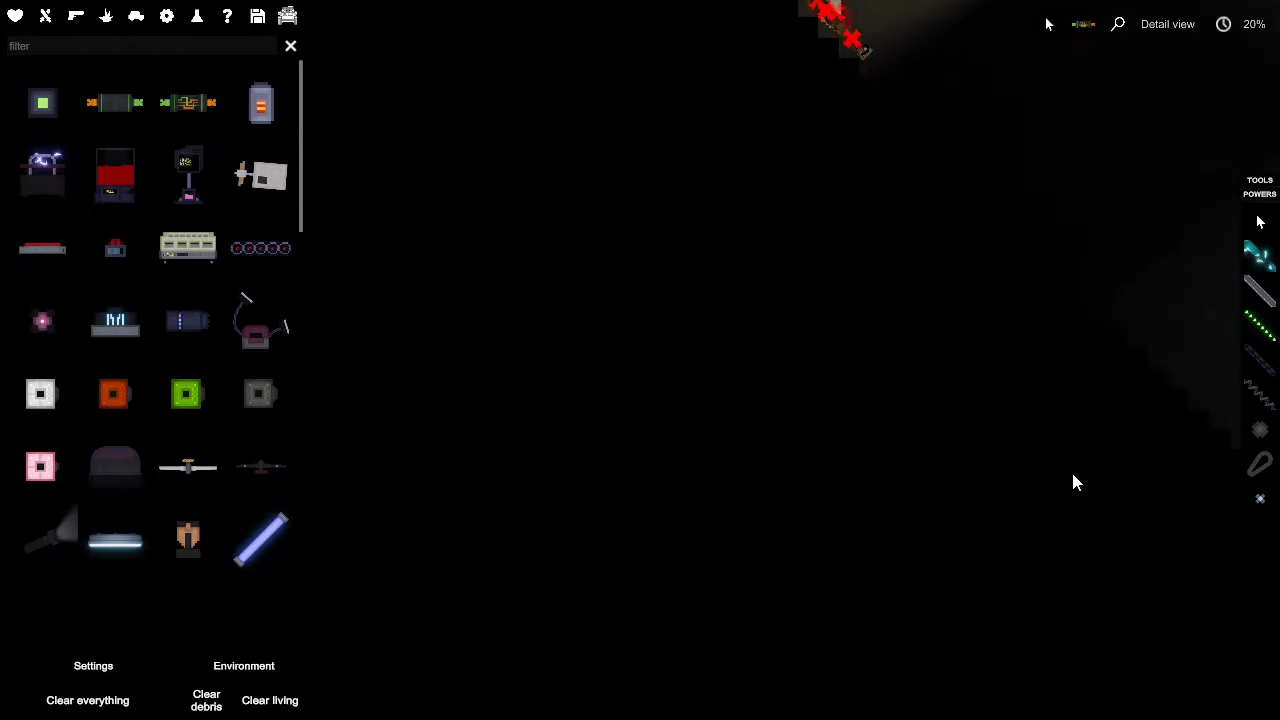 Detail view
20%
filter
TOOLS
POWERS
Settings
Environment
Clear everything
Clear
debris
Clear living